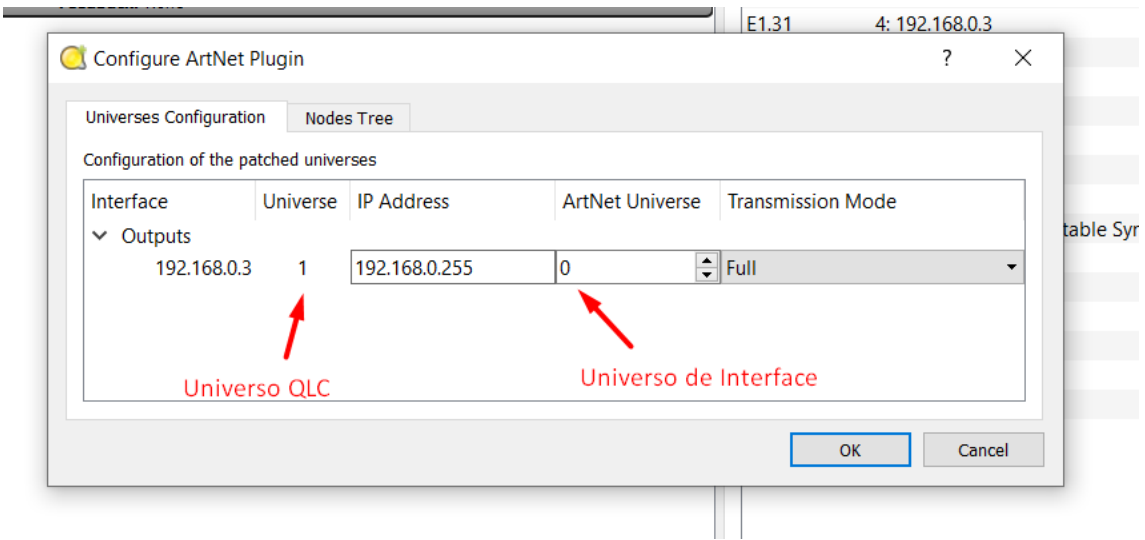 None
E1.31 4: 192.168.0.3
Configure ArtNet Plugin ?
Universes Configuration Nodes Tree
Configuration of the patched universes
Interface Universe IP Address ArtNet Universe Transmission Mode
Outputs
192.168.0.3 1 192.168.0.255 0 Full
Universo QLC Universo de Interface
OK Cancel